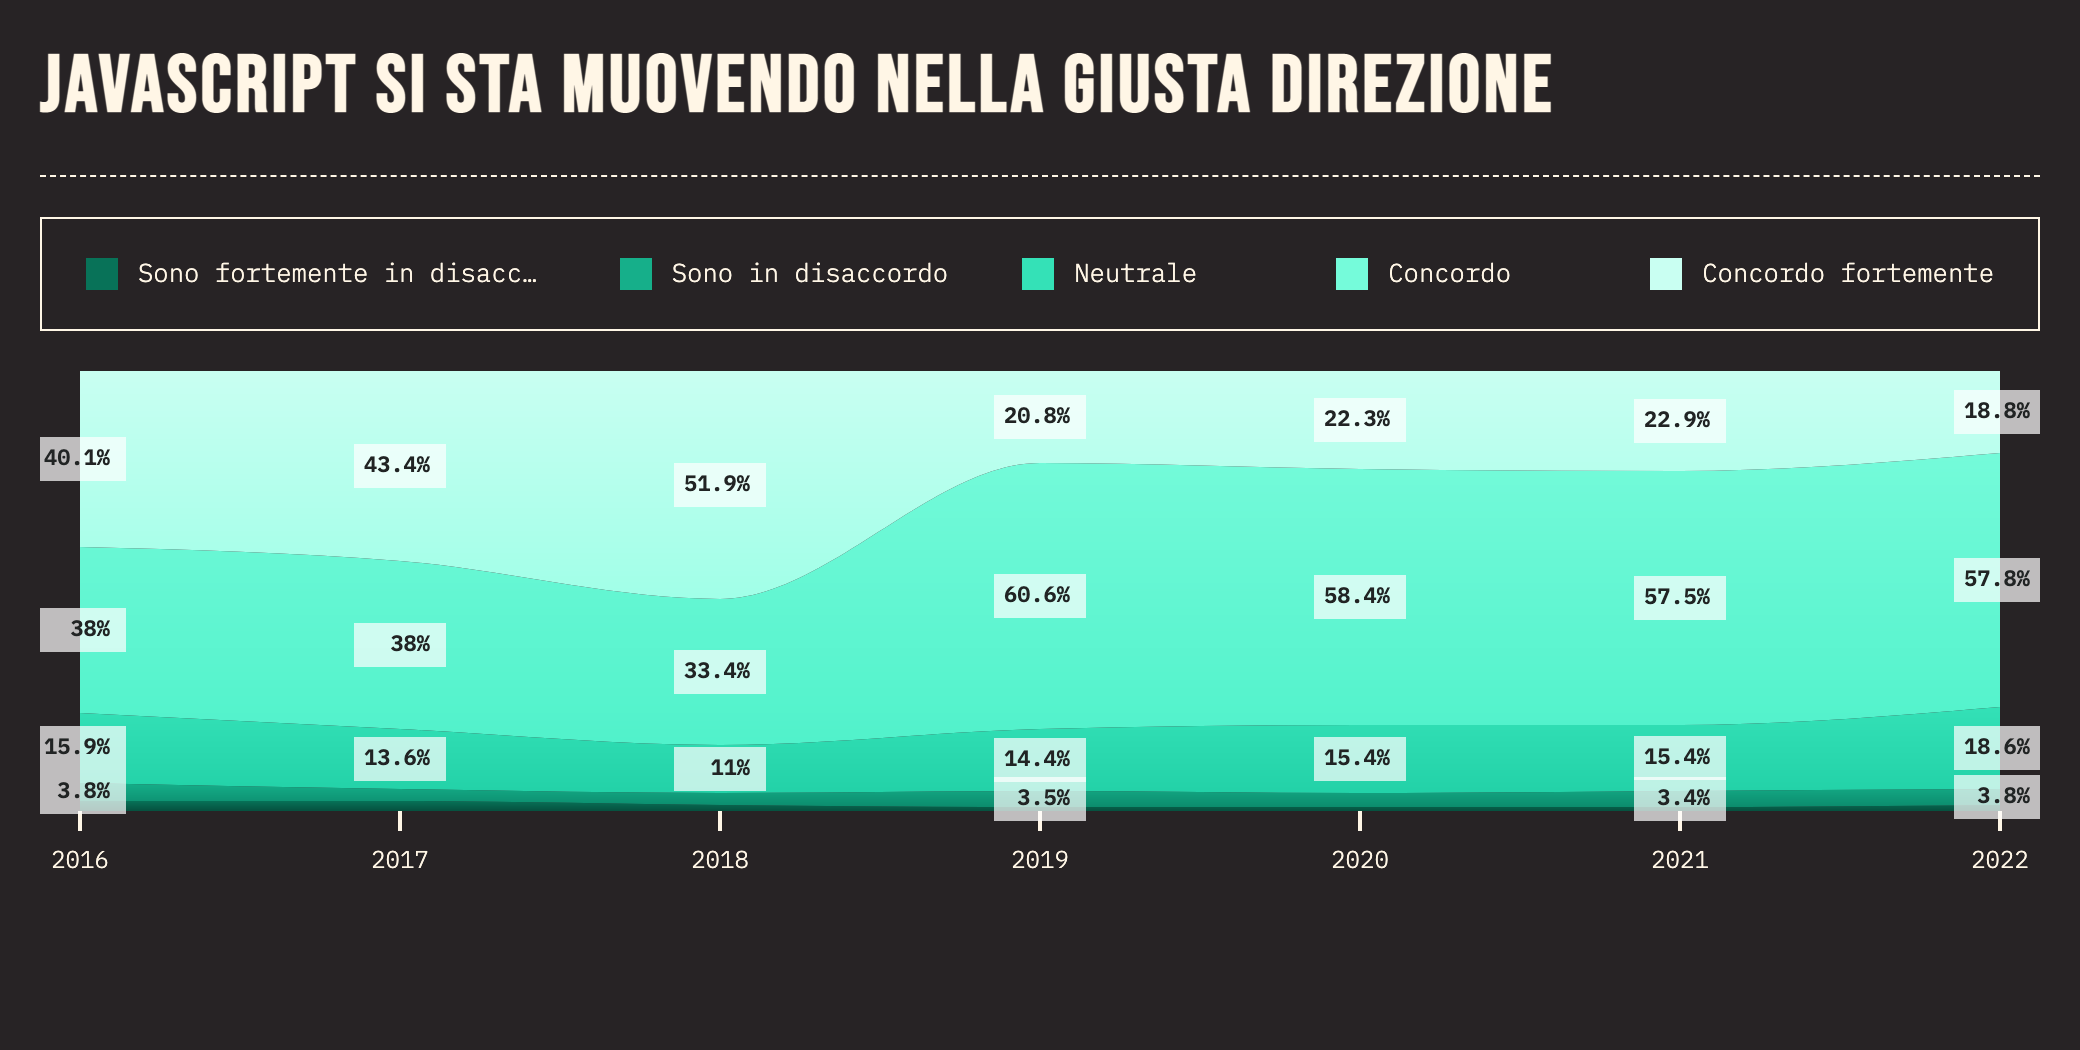 JAVASCRIPT SI STA MUOVENDO NELLA GIUSTA DIREZIONE
Sono fortemente in disacc… Sono in disaccordo Neutrale Concordo Concordo fortemente
20.8% 22.3% 22.9% 18.8%
40.1% 43.4% 51.9%
60.6% 58.4% 57.5% 57.8%
38% 38% 33.4%
15.9% 13.6% 11% 14.4% 15.4% 15.4% 18.6%
3.8% 3.5% 3.4% 3.8%
2016 2017 2018 2019 2020 2021 2022